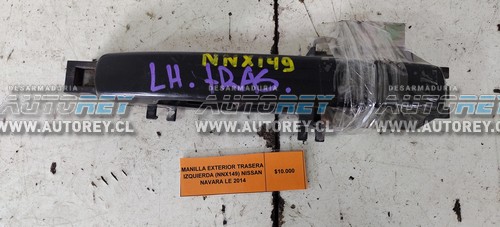 NNX149
LH. TRAS.
DESARMADURIA
AUTOREY
WWW.AUTOREY.CL
DESARMADURIA
AUTOREY
WWW.AUTOREY.CL
DESARMADURIA
AUTOREY
WWW.AUTOREY.CL
MANILLA EXTERIOR TRASERA
IZQUIERDA (NNX149) NISSAN
NAVARA LE 2014
$10.000